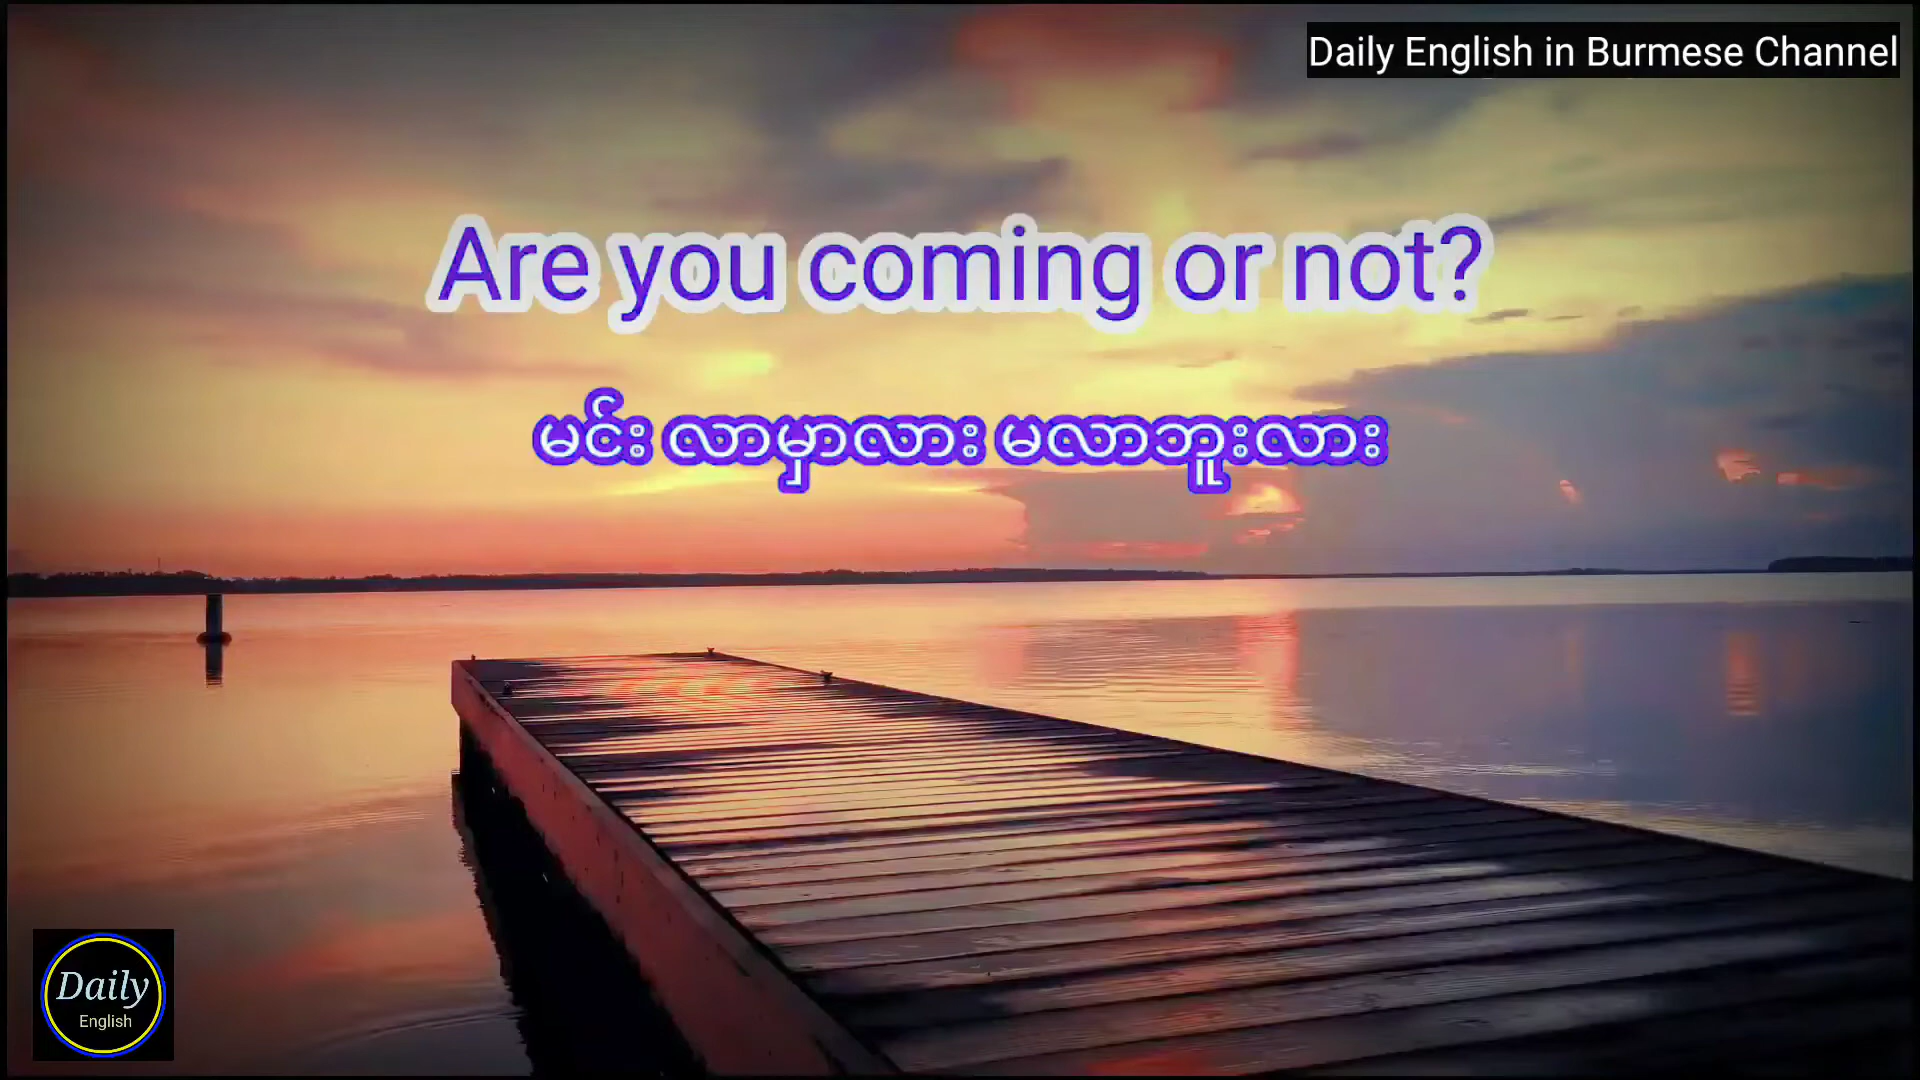 Daily English in Burmese Channel
Are you coming or not?
မင်း လာမှာလား မလာဘူးလား
Daily
English